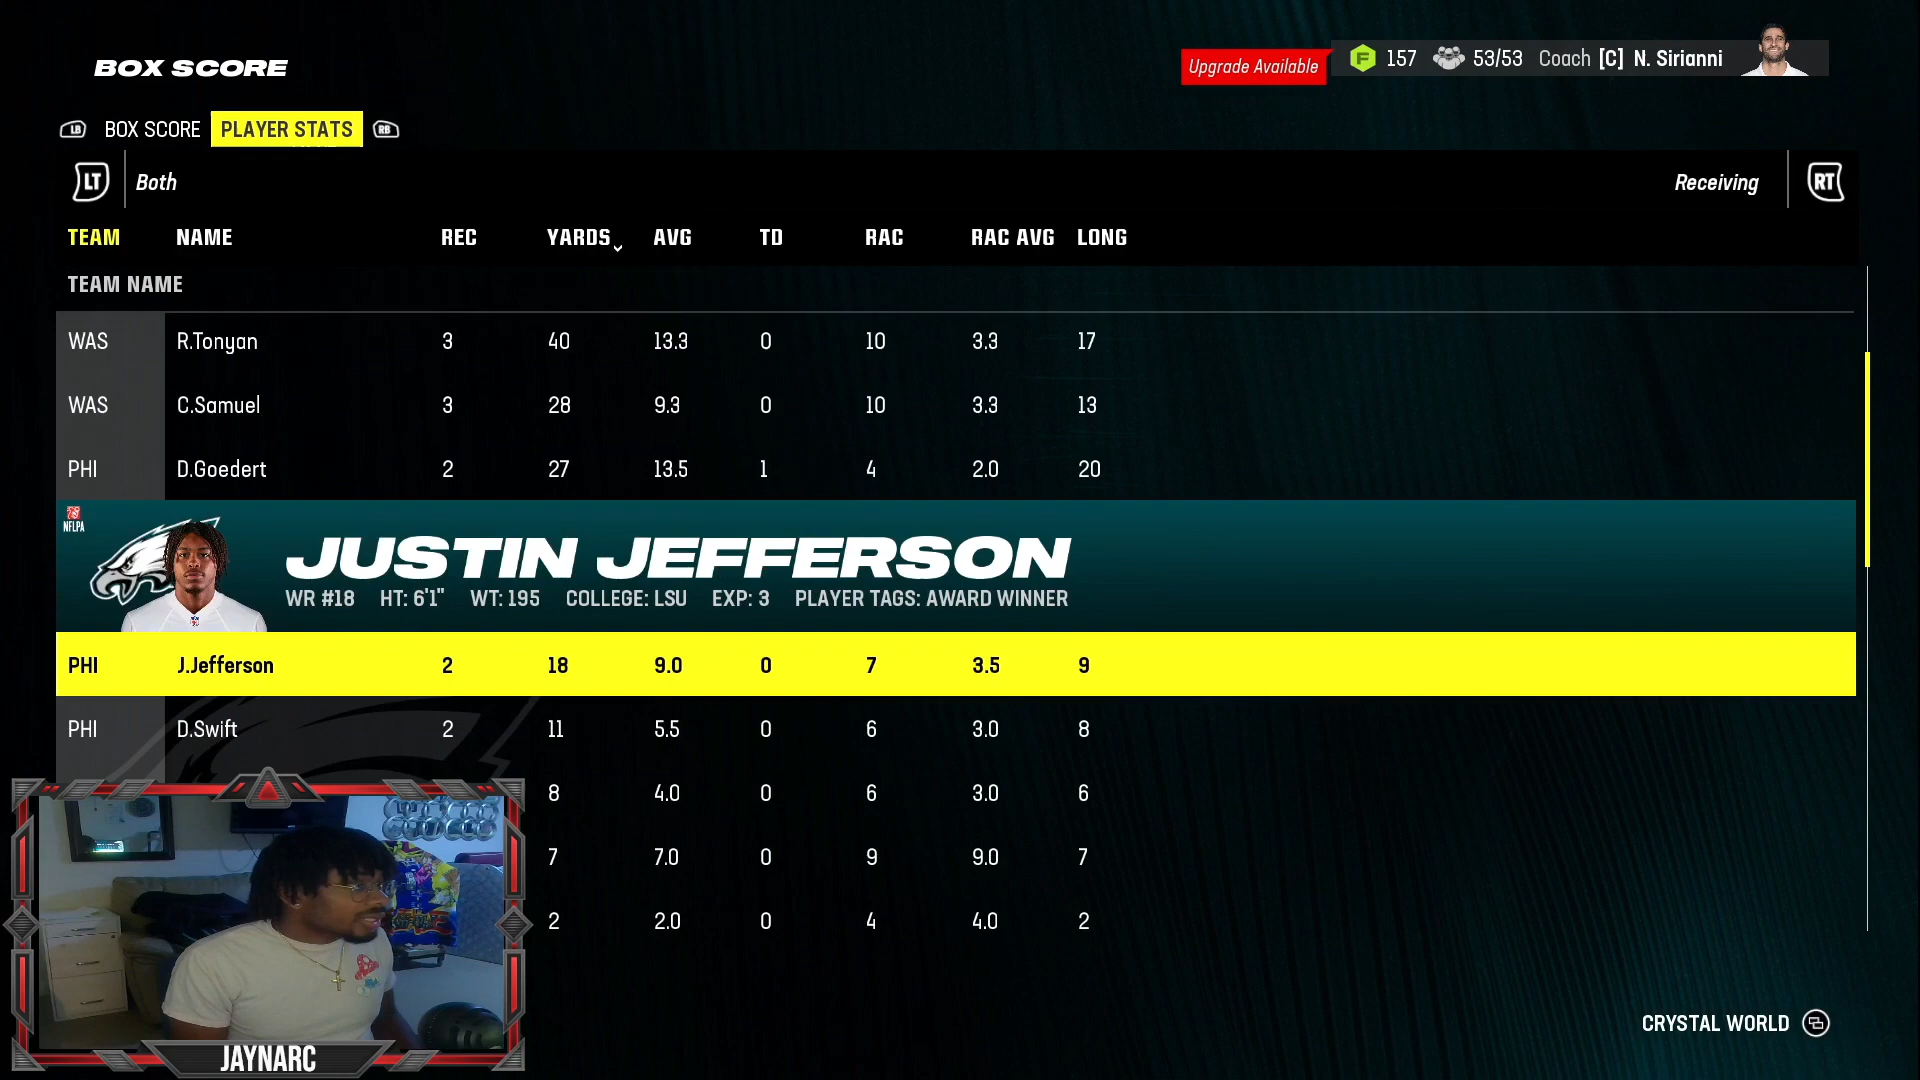 BOX SCORE
Upgrade Available
F 157 53/53 Coach [C] N. Sirianni
LB BOX SCORE PLAYER STATS RB
LT Both Receiving RT
TEAM NAME REC YARDS AVG TD RAC RAC AVG LONG
TEAM NAME
WAS R.Tonyan 3 40 13.3 0 10 3.3 17
WAS C.Samuel 3 28 9.3 0 10 3.3 13
PHI D.Goedert 2 27 13.5 1 4 2.0 20
NFLPA
JUSTIN JEFFERSON
WR #18 HT: 6'1" WT: 195 COLLEGE: LSU EXP: 3 PLAYER TAGS: AWARD WINNER
PHI J.Jefferson 2 18 9.0 0 7 3.5 9
PHI D.Swift 2 11 5.5 0 6 3.0 8
8 4.0 0 6 3.0 6
7 7.0 0 9 9.0 7
2 2.0 0 4 4.0 2
CRYSTAL WORLD
JAYNARC